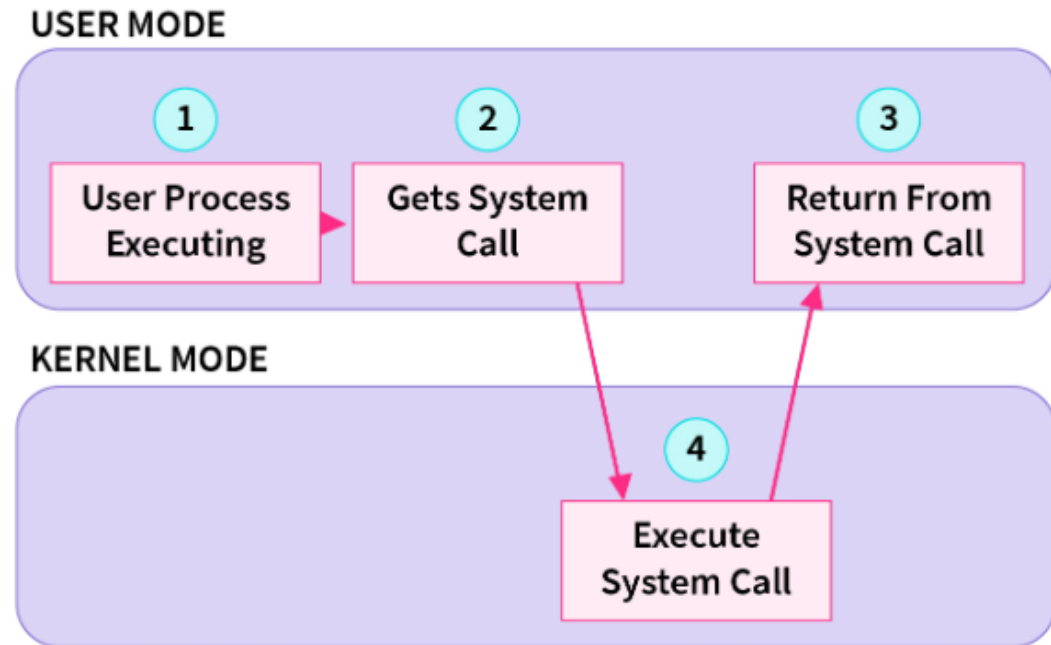 USER MODE
1
User Process
Executing
2
Gets System
Call
3
Return From
System Call
KERNEL MODE
4
Execute
System Call